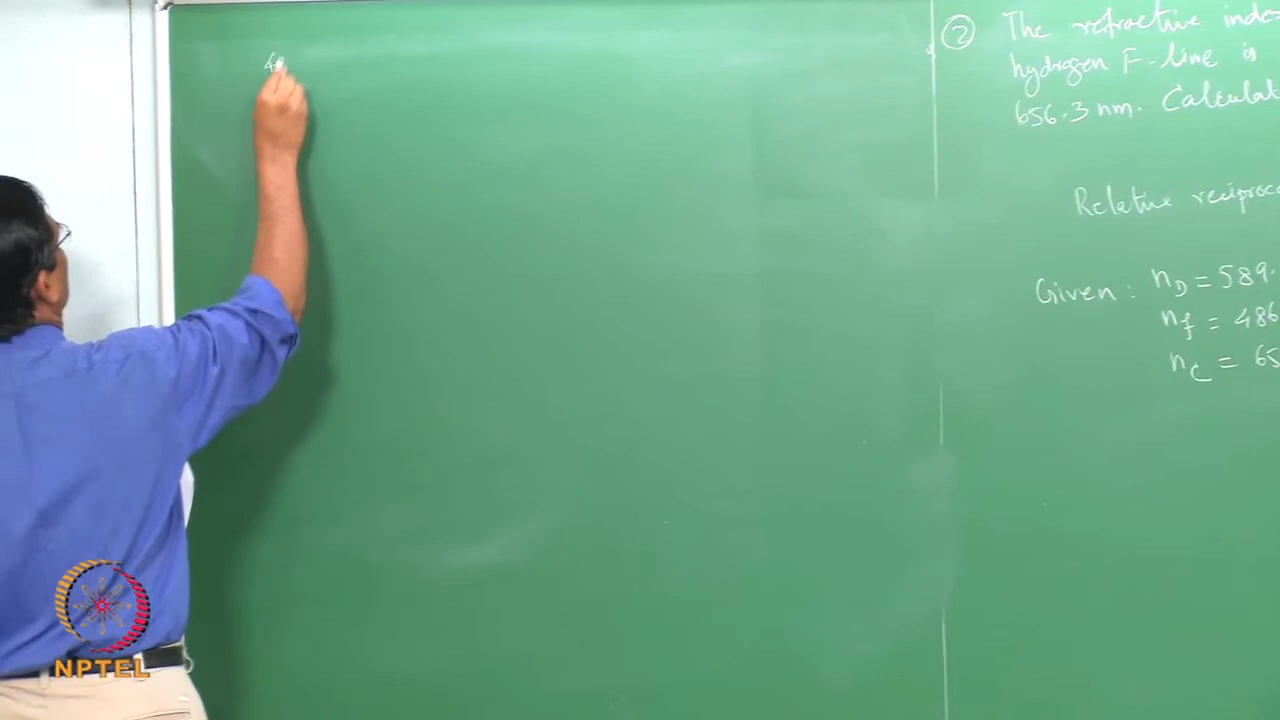 ② The refractive index
hydrogen F-line is
656.3 nm. Calculat
Relative reciproc
Given : n_D = 589.
n_f = 486
n_C = 65
NPTEL